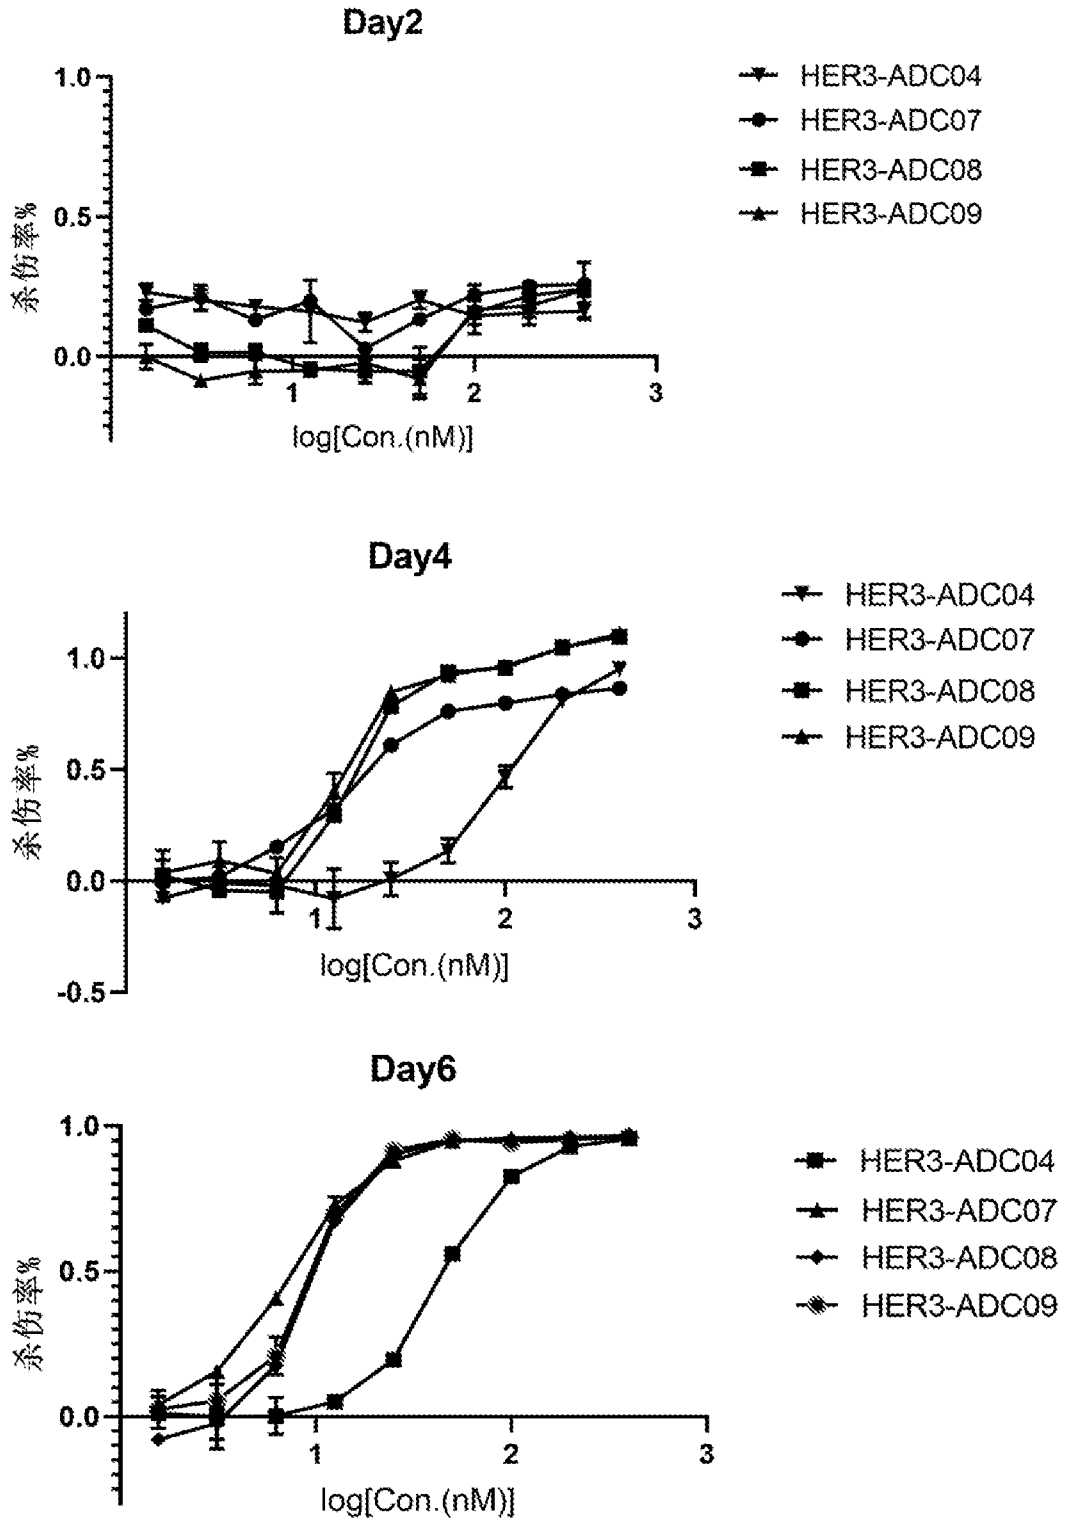 Day2
1.0
0.5
0.0
杀伤率%
1
2
3
log[Con.(nM)]
HER3-ADC04
HER3-ADC07
HER3-ADC08
HER3-ADC09
Day4
1.0
0.5
0.0
-0.5
杀伤率%
1
2
3
log[Con.(nM)]
HER3-ADC04
HER3-ADC07
HER3-ADC08
HER3-ADC09
Day6
1.0
0.5
0.0
杀伤率%
1
2
3
log[Con.(nM)]
HER3-ADC04
HER3-ADC07
HER3-ADC08
HER3-ADC09